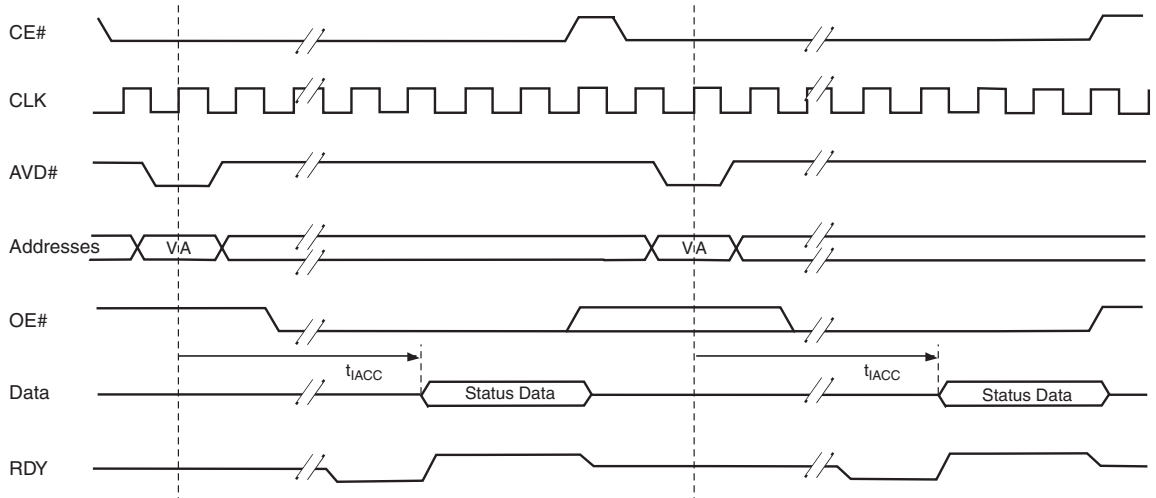 CE#
CLK
AVD#
Addresses VA VA
OE#
tIACC tIACC
Data Status Data Status Data
RDY